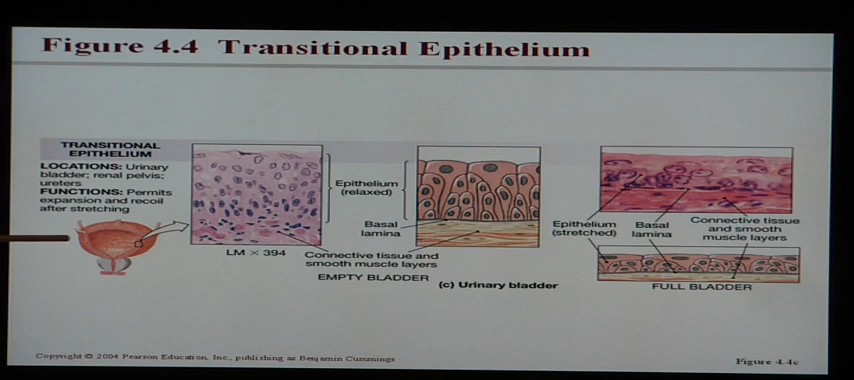 Figure 4.4 Transitional Epithelium
TRANSITIONAL
EPITHELIUM
LOCATIONS: Urinary
bladder; renal pelvis;
ureters
FUNCTIONS: Permits
expansion and recoil
after stretching
LM × 394
Epithelium
(relaxed)
Basal
lamina
Connective tissue and
smooth muscle layers
EMPTY BLADDER
(c) Urinary bladder
Epithelium
(stretched)
Basal
lamina
Connective tissue
and smooth
muscle layers
FULL BLADDER
Copyright © 2004 Pearson Education, Inc., publishing as Benjamin Cummings
Figure 4.4c